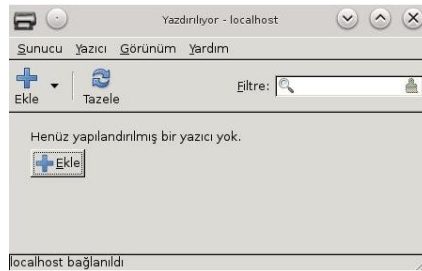 Yazdırılıyor - localhost
Sunucu Yazıcı Görünüm Yardım
Ekle Tazele Filtre:
Henüz yapılandırılmış bir yazıcı yok.
Ekle
localhost bağlanıldı